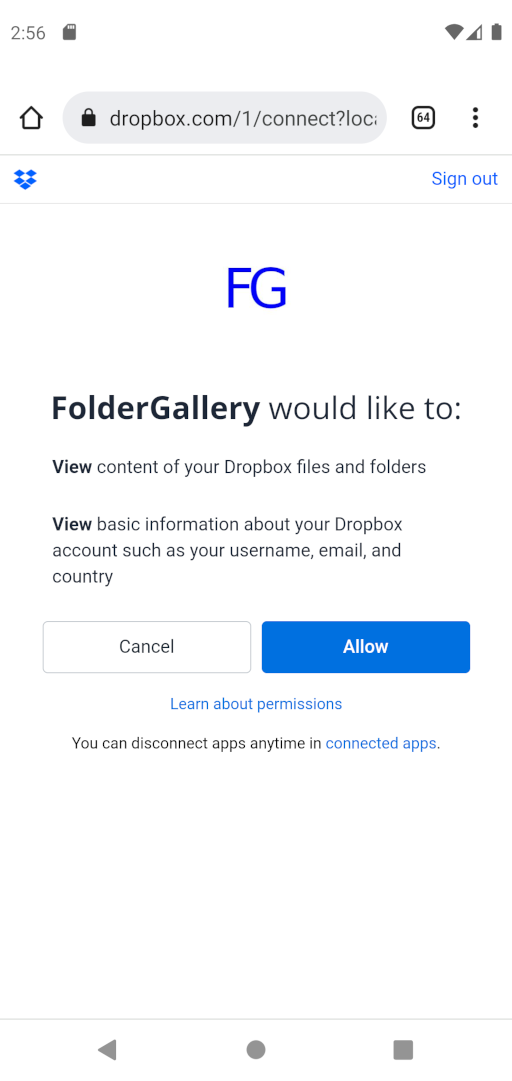 2:56
dropbox.com/1/connect?loca
64
Sign out
FG
FolderGallery would like to:
View content of your Dropbox files and folders
View basic information about your Dropbox
account such as your username, email, and
country
Cancel
Allow
Learn about permissions
You can disconnect apps anytime in connected apps.